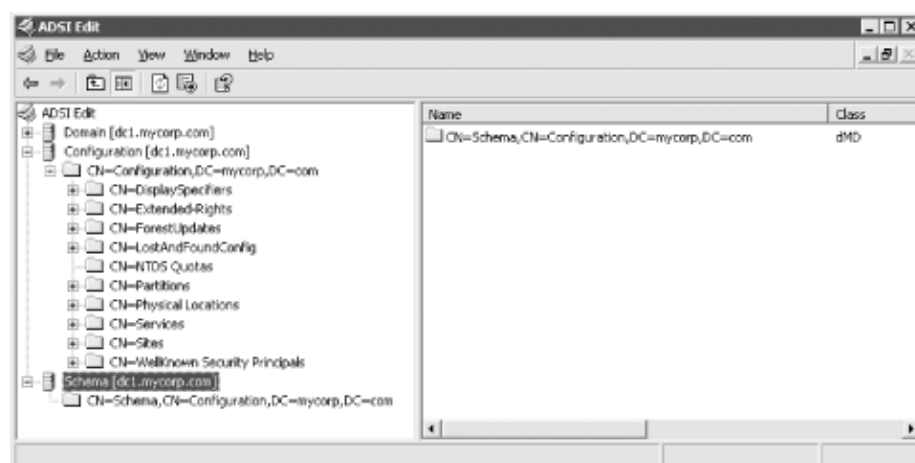 ADSI Edit
File Action View Window Help
ADSI Edit
Domain [dc1.mycorp.com]
Configuration [dc1.mycorp.com]
CN=Configuration,DC=mycorp,DC=com
CN=DisplaySpecifiers
CN=Extended-Rights
CN=ForestUpdates
CN=LostAndFoundConfig
CN=NTDS Quotas
CN=Partitions
CN=Physical Locations
CN=Services
CN=Sites
CN=WellKnown Security Principals
Schema [dc1.mycorp.com]
CN=Schema,CN=Configuration,DC=mycorp,DC=com
Name Class
CN=Schema,CN=Configuration,DC=mycorp,DC=com dMD